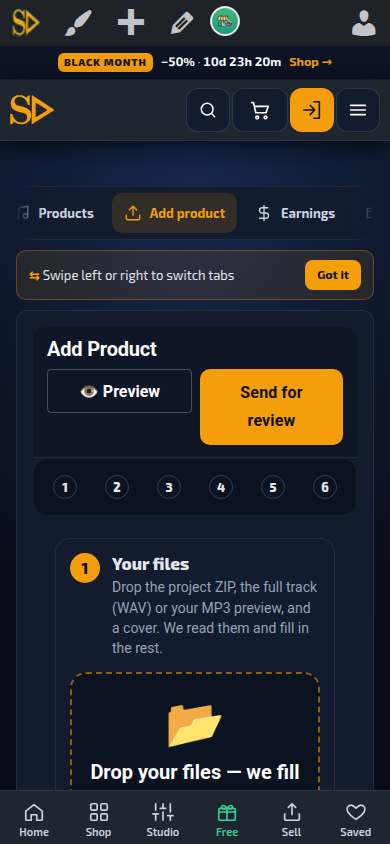 BLACK MONTH −50% · 10d 23h 20m Shop →
Products Add product Earnings
⇆ Swipe left or right to switch tabs Got it
Add Product
👁️ Preview Send for
review
1 2 3 4 5 6
1 Your files
Drop the project ZIP, the full track
(WAV) or your MP3 preview, and
a cover. We read them and fill in
the rest.
Drop your files — we fill
Home Shop Studio Free Sell Saved